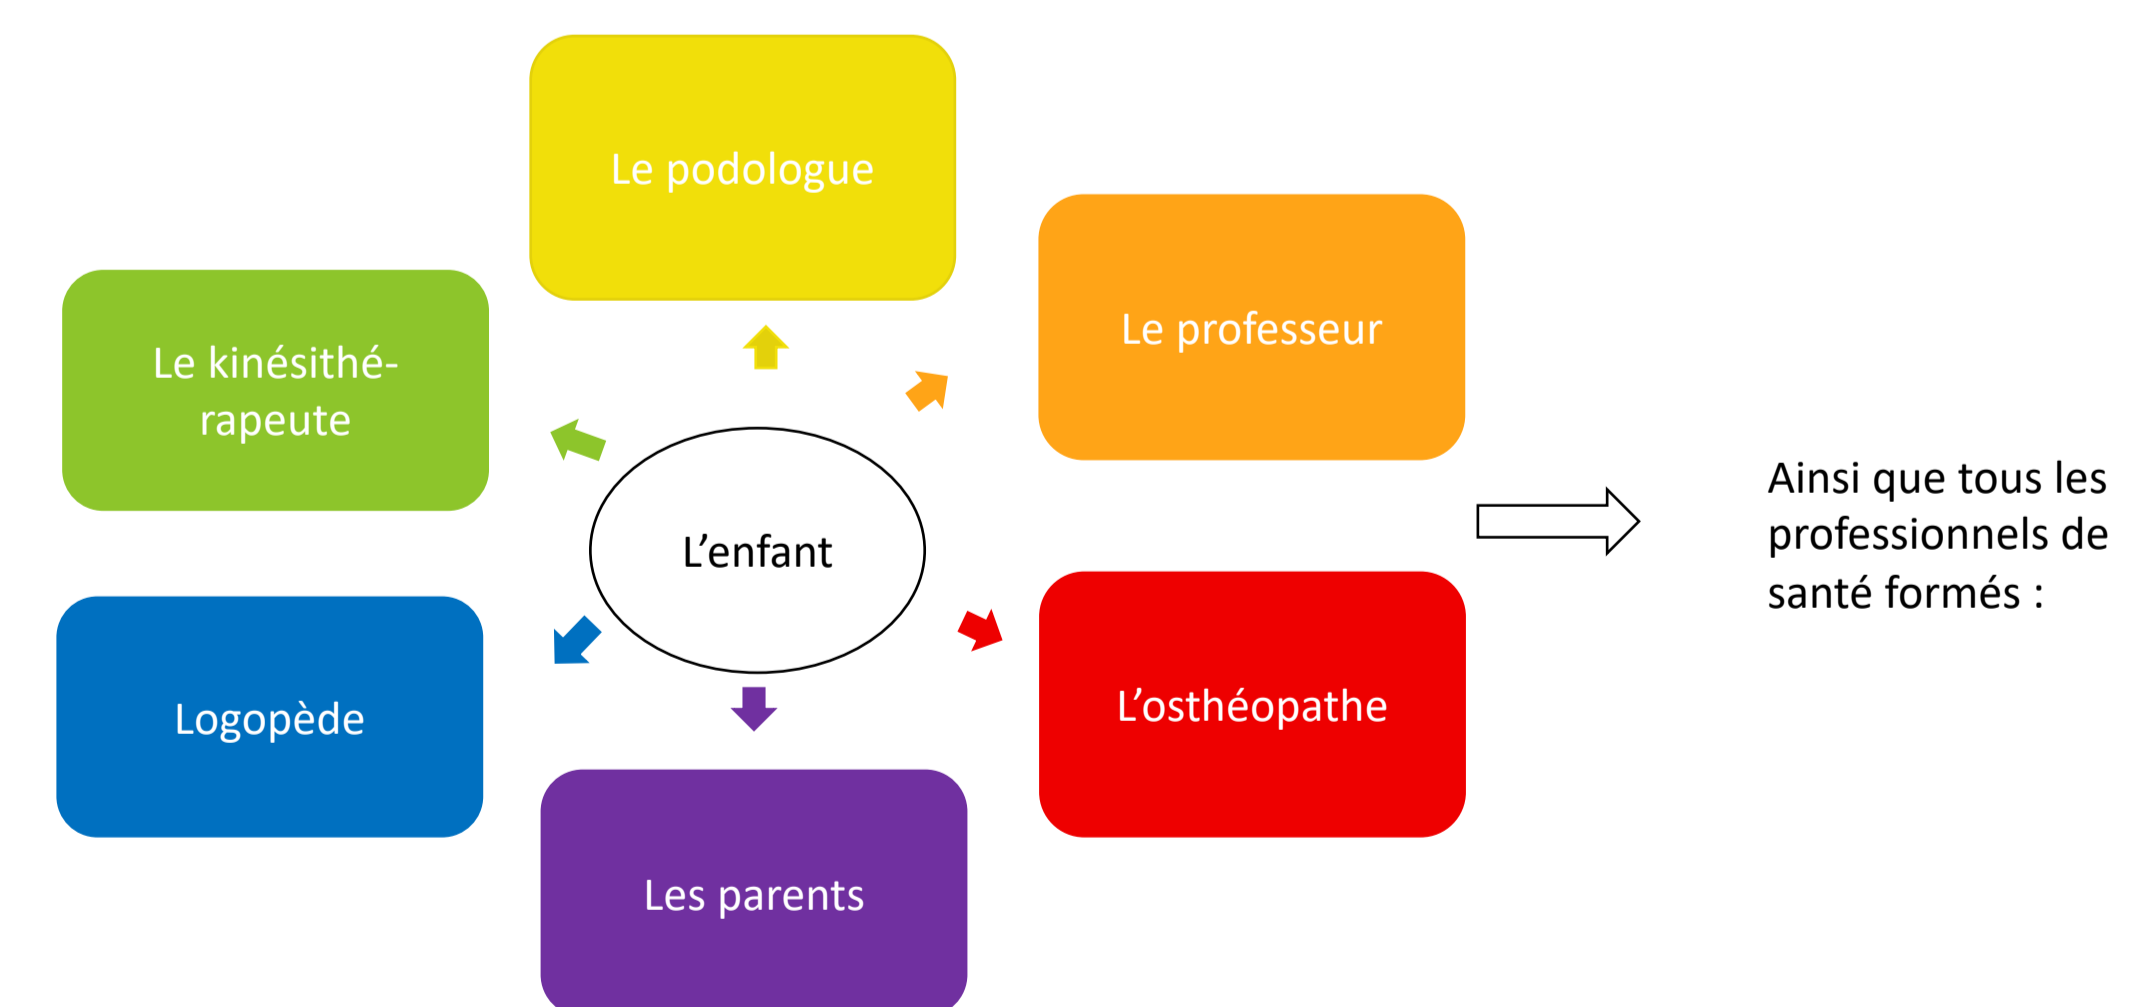 Le podologue
Le professeur
Le kinésithé-
rapeute
L’enfant
Ainsi que tous les
professionnels de
santé formés :
Logopède
L’osthéopathe
Les parents